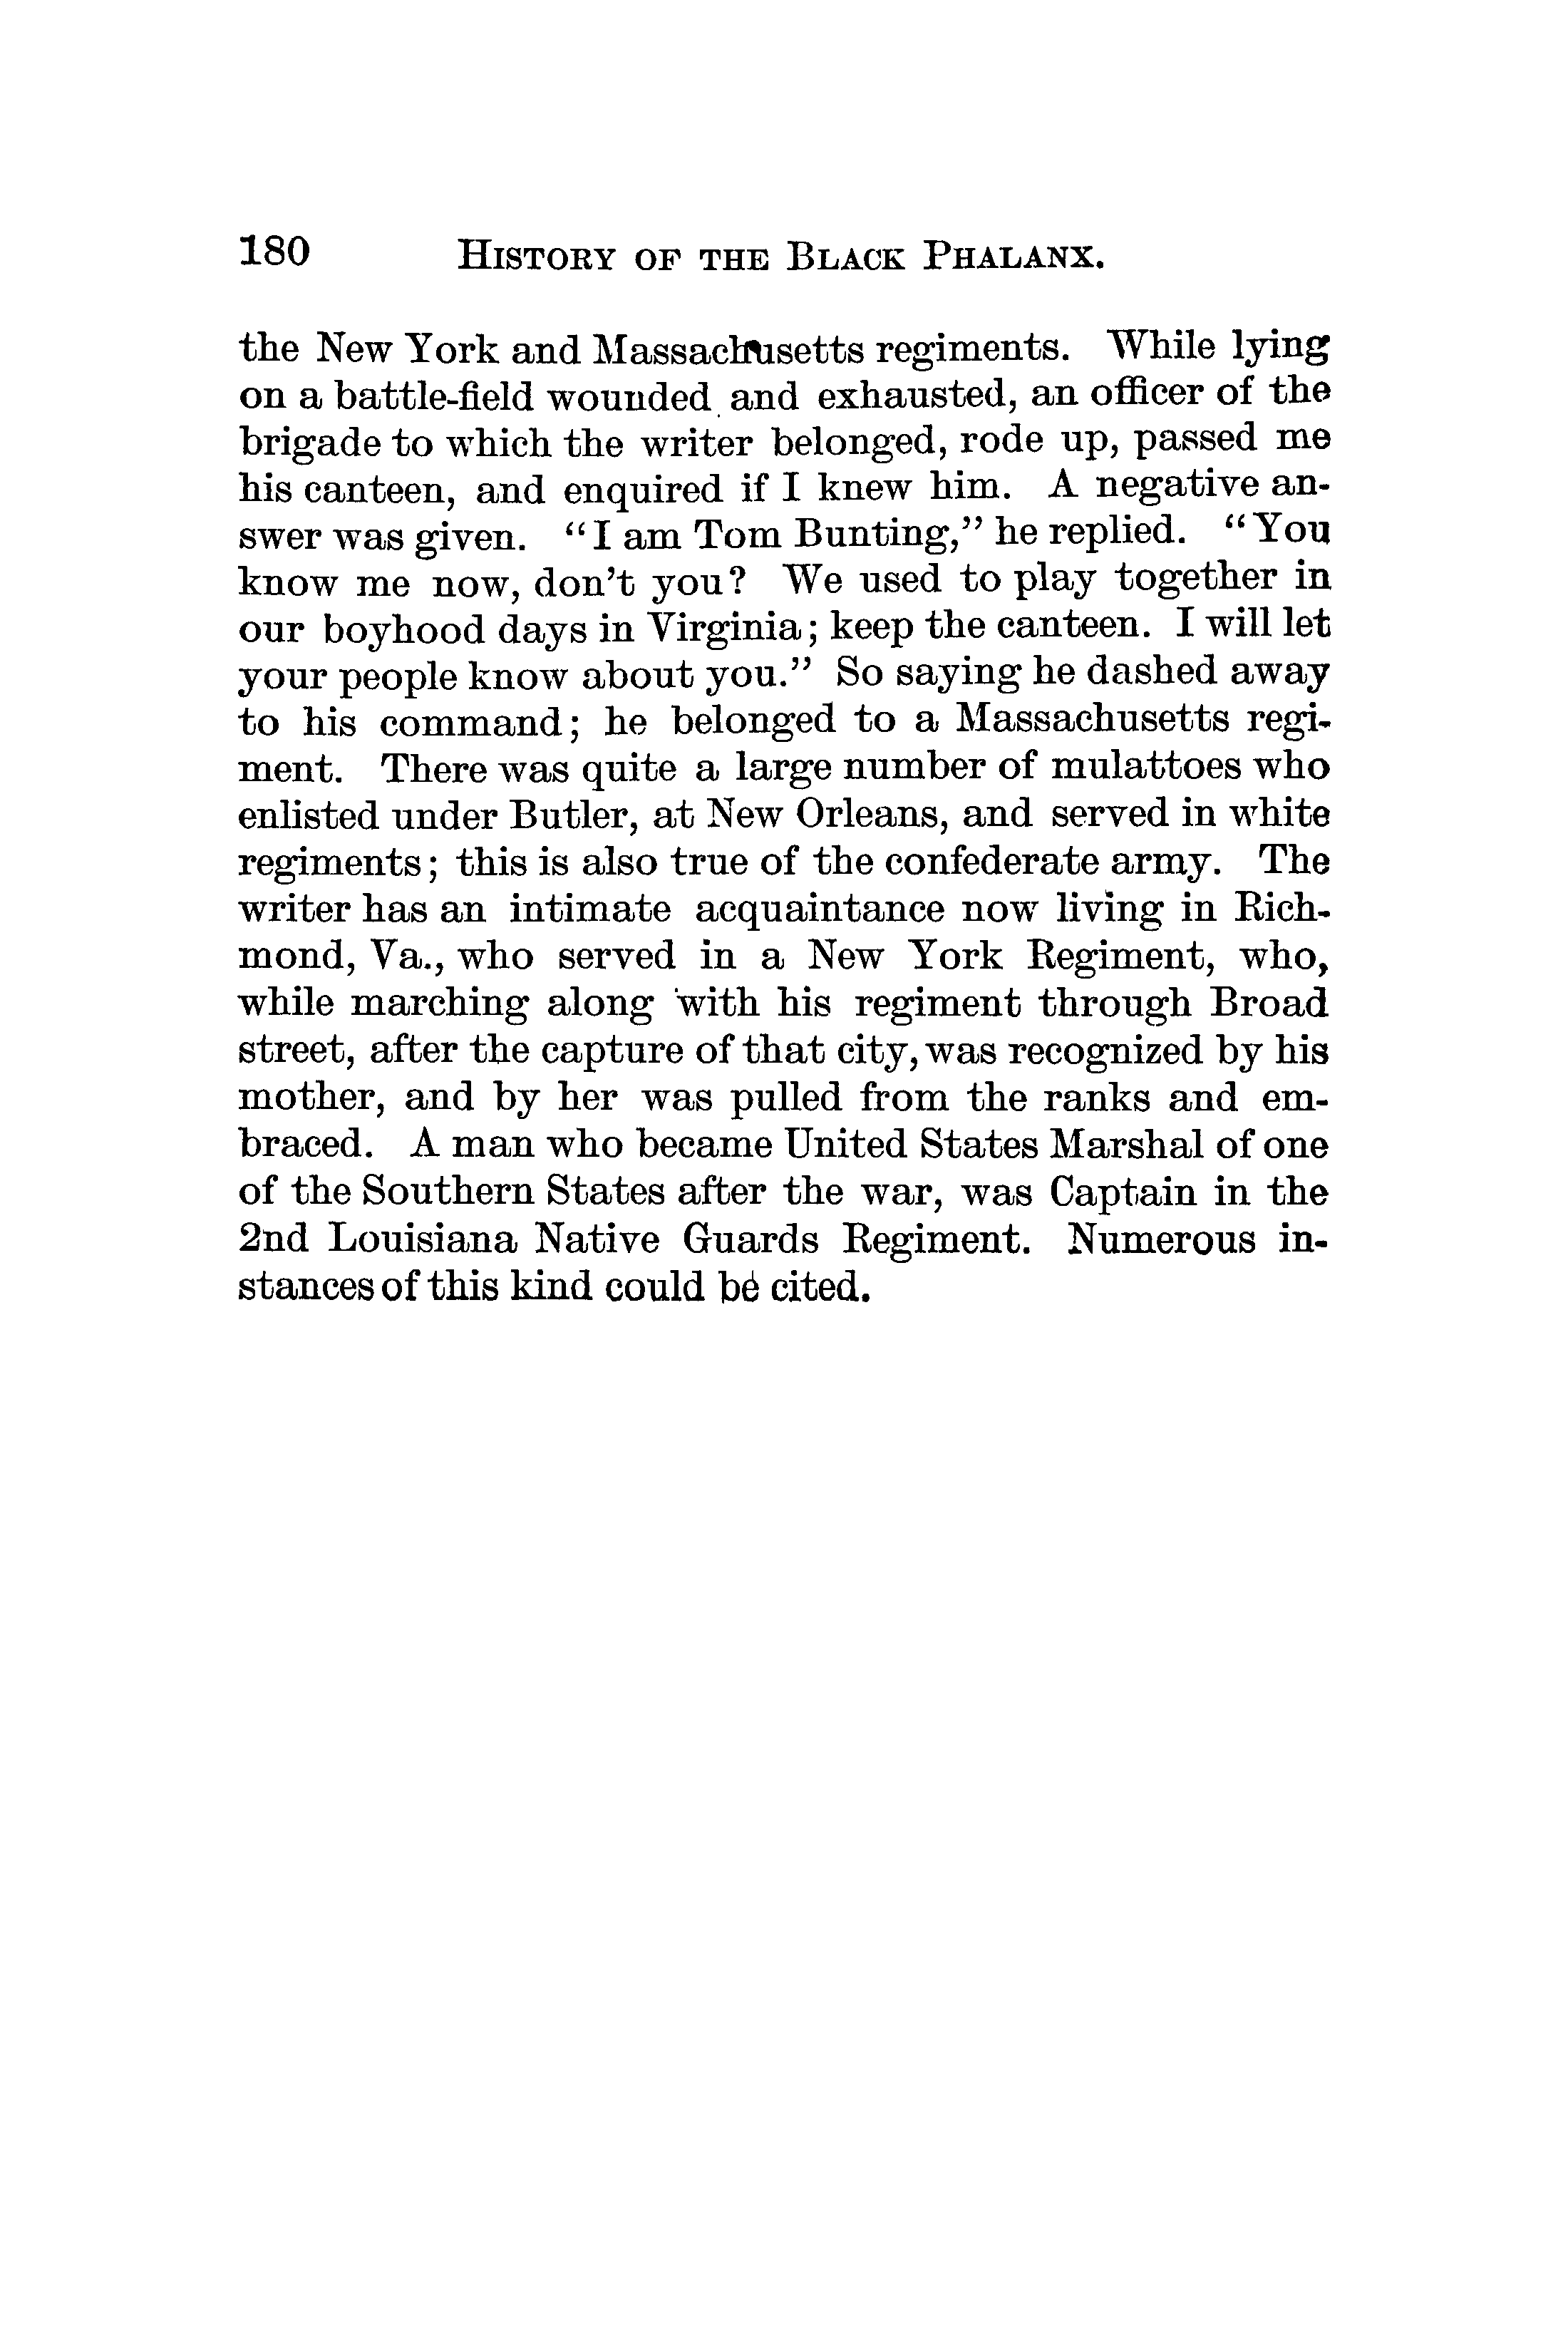 180 HISTORY OF THE BLACK PHALANX.
the New York and Massachusetts regiments. While lying
on a battle-field wounded and exhausted, an officer of the
brigade to which the writer belonged, rode up, passed me
his canteen, and enquired if I knew him. A negative an-
swer was given. “I am Tom Bunting,” he replied. “You
know me now, don’t you? We used to play together in
our boyhood days in Virginia; keep the canteen. I will let
your people know about you.” So saying he dashed away
to his command; he belonged to a Massachusetts regi-
ment. There was quite a large number of mulattoes who
enlisted under Butler, at New Orleans, and served in white
regiments; this is also true of the confederate army. The
writer has an intimate acquaintance now living in Rich-
mond, Va., who served in a New York Regiment, who,
while marching along with his regiment through Broad
street, after the capture of that city, was recognized by his
mother, and by her was pulled from the ranks and em-
braced. A man who became United States Marshal of one
of the Southern States after the war, was Captain in the
2nd Louisiana Native Guards Regiment. Numerous in-
stances of this kind could be cited.